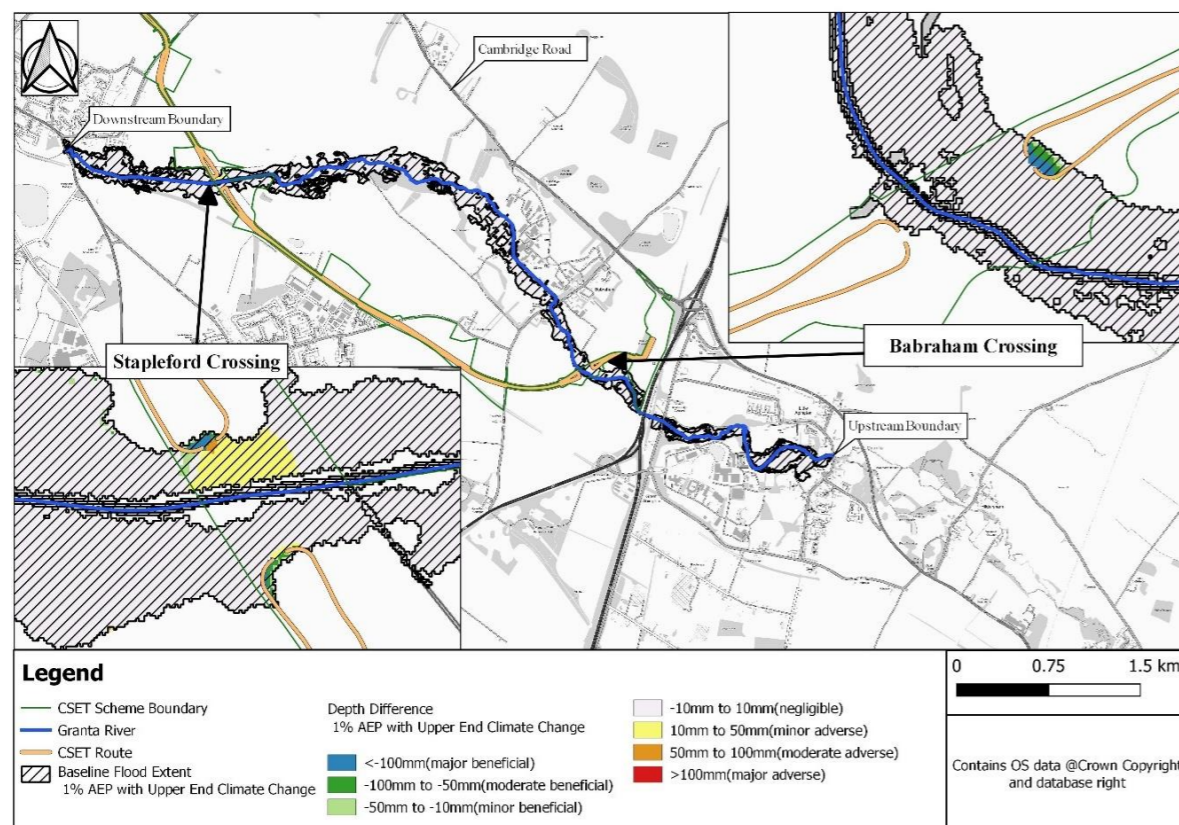 Cambridge Road
Downstream Boundary
Stapleford Crossing
Babraham Crossing
Upstream Boundary
Legend
CSET Scheme Boundary
Granta River
CSET Route
Baseline Flood Extent
1% AEP with Upper End Climate Change
Depth Difference
1% AEP with Upper End Climate Change
<-100mm(major beneficial)
-100mm to -50mm(moderate beneficial)
-50mm to -10mm(minor beneficial)
-10mm to 10mm(negligible)
10mm to 50mm(minor adverse)
50mm to 100mm(moderate adverse)
>100mm(major adverse)
0 0.75 1.5 km
Contains OS data @Crown Copyright
and database right